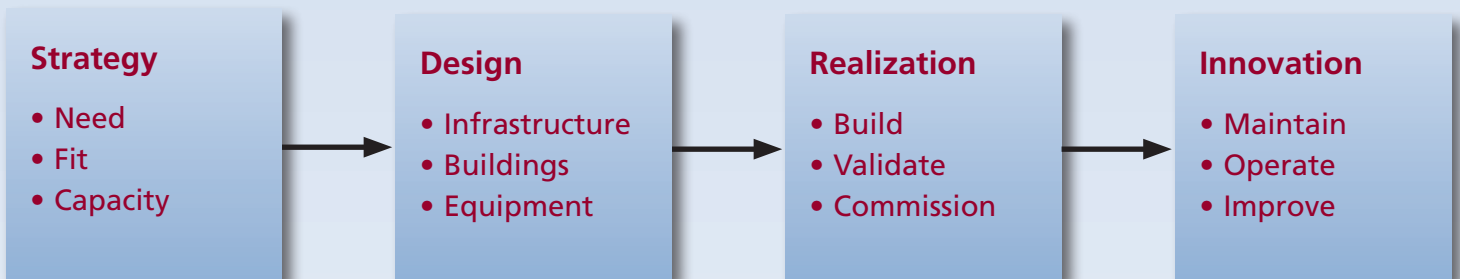 Strategy
• Need
• Fit
• Capacity
Design
• Infrastructure
• Buildings
• Equipment
Realization
• Build
• Validate
• Commission
Innovation
• Maintain
• Operate
• Improve